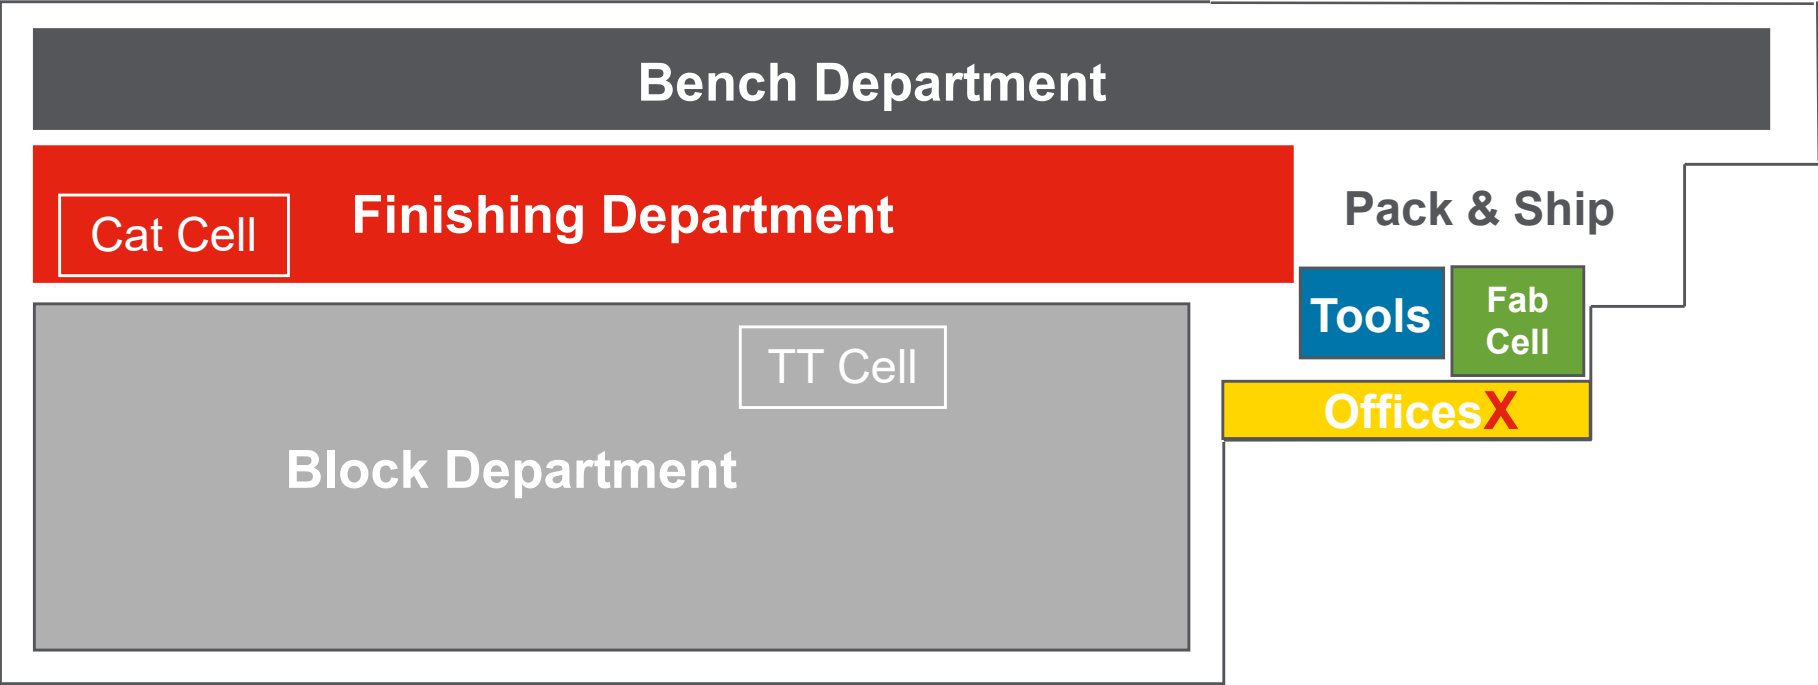 Bench Department
Finishing Department
Cat Cell
Pack & Ship
Tools
Fab
Cell
TT Cell
OfficesX
Block Department